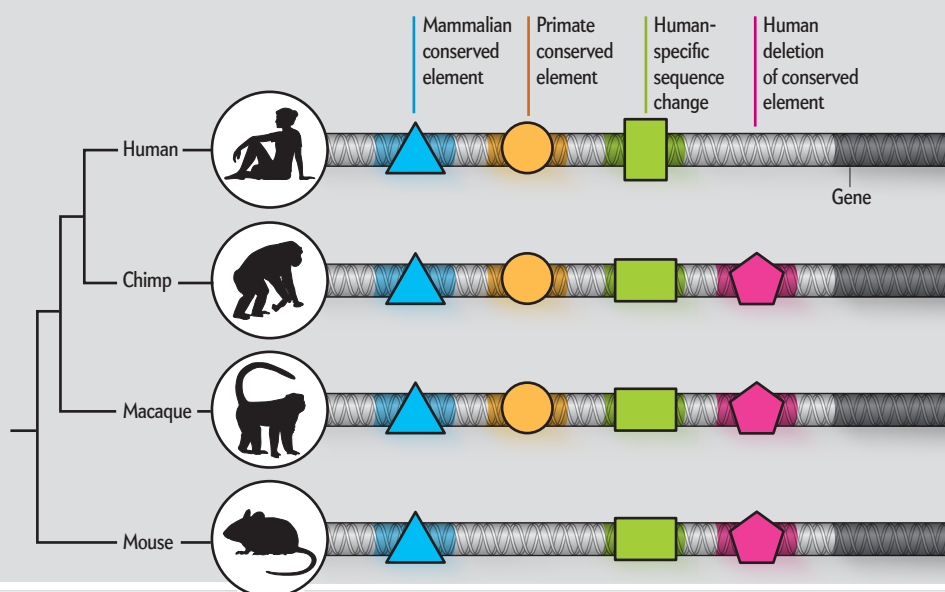 Mammalian
conserved
element
Primate
conserved
element
Human-
specific
sequence
change
Human
deletion
of conserved
element
Human
Gene
Chimp
Macaque
Mouse